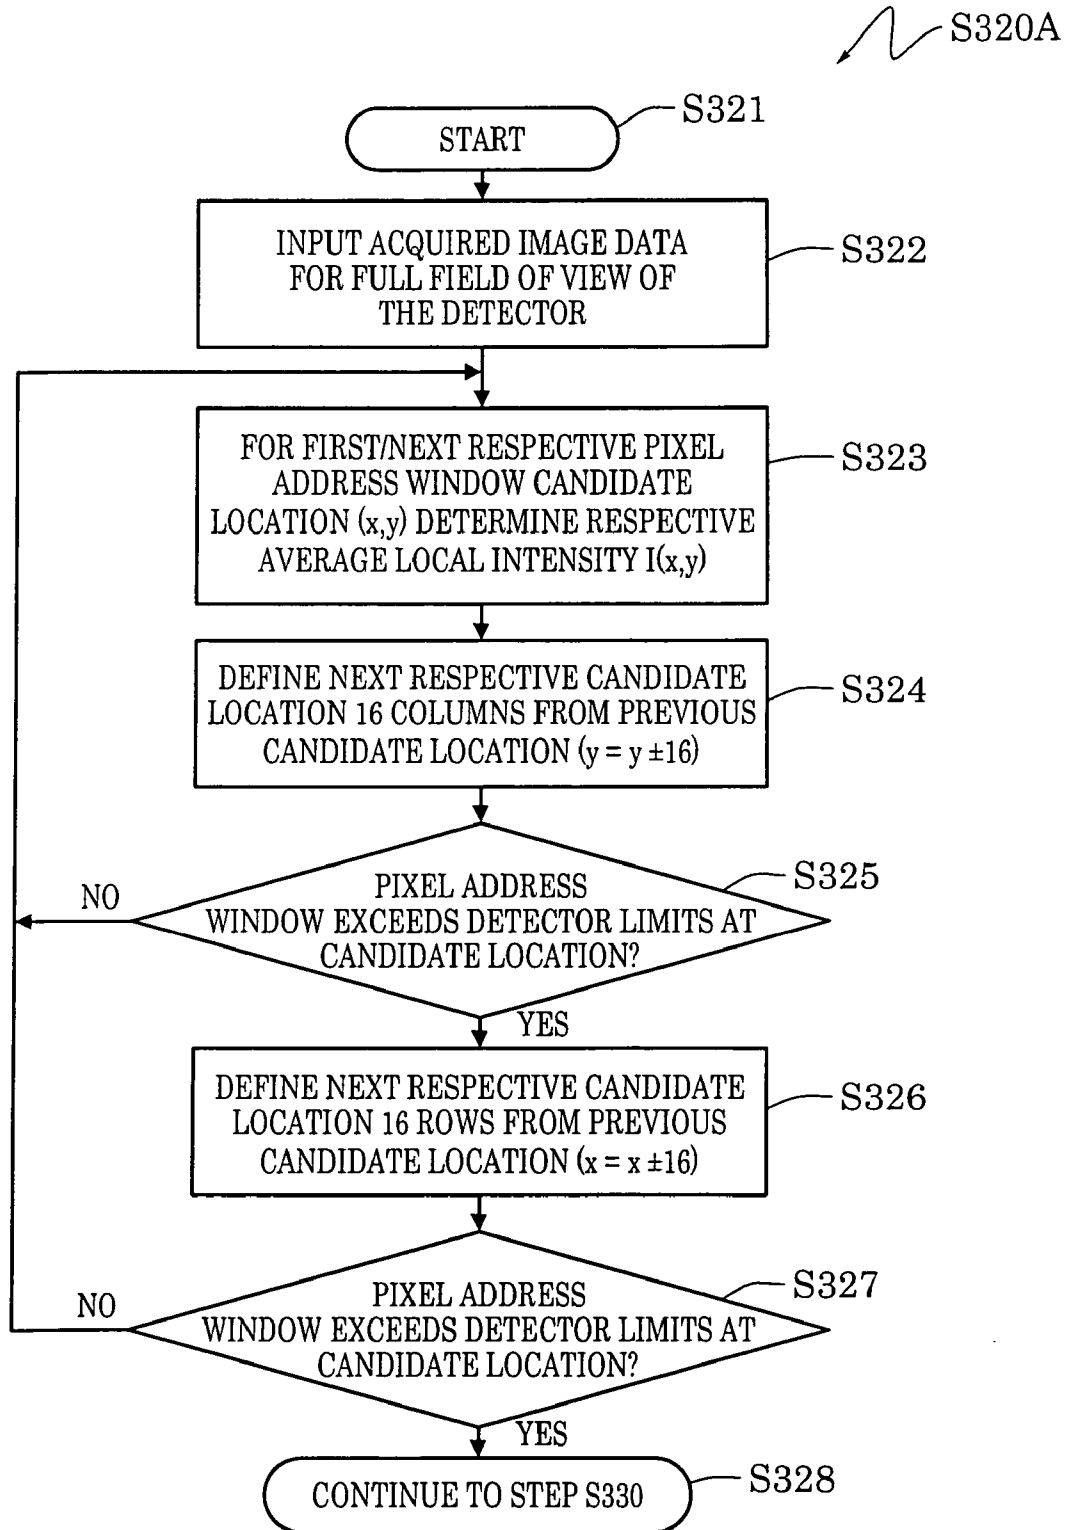 S320A
S321
START
INPUT ACQUIRED IMAGE DATA
FOR FULL FIELD OF VIEW OF
THE DETECTOR
S322
FOR FIRST/NEXT RESPECTIVE PIXEL
ADDRESS WINDOW CANDIDATE
LOCATION (x,y) DETERMINE RESPECTIVE
AVERAGE LOCAL INTENSITY I(x,y)
S323
DEFINE NEXT RESPECTIVE CANDIDATE
LOCATION 16 COLUMNS FROM PREVIOUS
CANDIDATE LOCATION (y = y ±16)
S324
PIXEL ADDRESS
WINDOW EXCEEDS DETECTOR LIMITS AT
CANDIDATE LOCATION?
S325
NO
YES
DEFINE NEXT RESPECTIVE CANDIDATE
LOCATION 16 ROWS FROM PREVIOUS
CANDIDATE LOCATION (x = x ±16)
S326
PIXEL ADDRESS
WINDOW EXCEEDS DETECTOR LIMITS AT
CANDIDATE LOCATION?
S327
NO
YES
CONTINUE TO STEP S330
S328